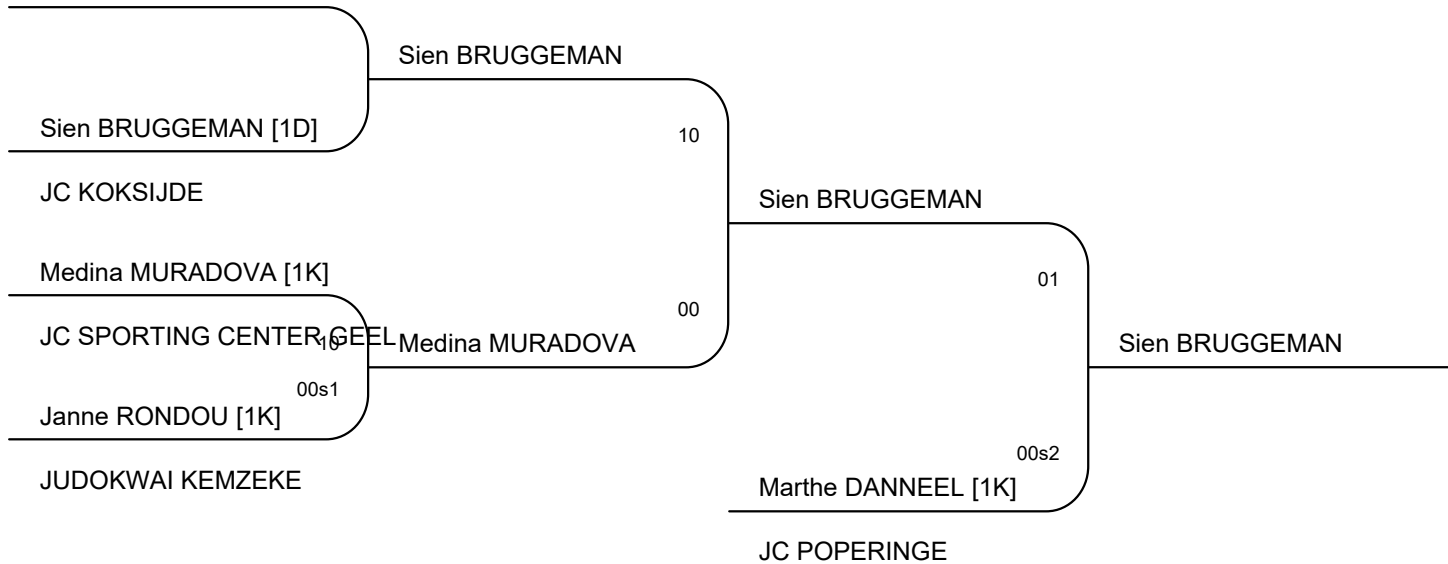 Sien BRUGGEMAN
Sien BRUGGEMAN [1D]
10
JC KOKSIJDE
Sien BRUGGEMAN
Medina MURADOVA [1K]
01
00
JC SPORTING CENTER GEEL
10
Medina MURADOVA
Sien BRUGGEMAN
00s1
Janne RONDOU [1K]
00s2
JUDOKWAI KEMZEKE
Marthe DANNEEL [1K]
JC POPERINGE